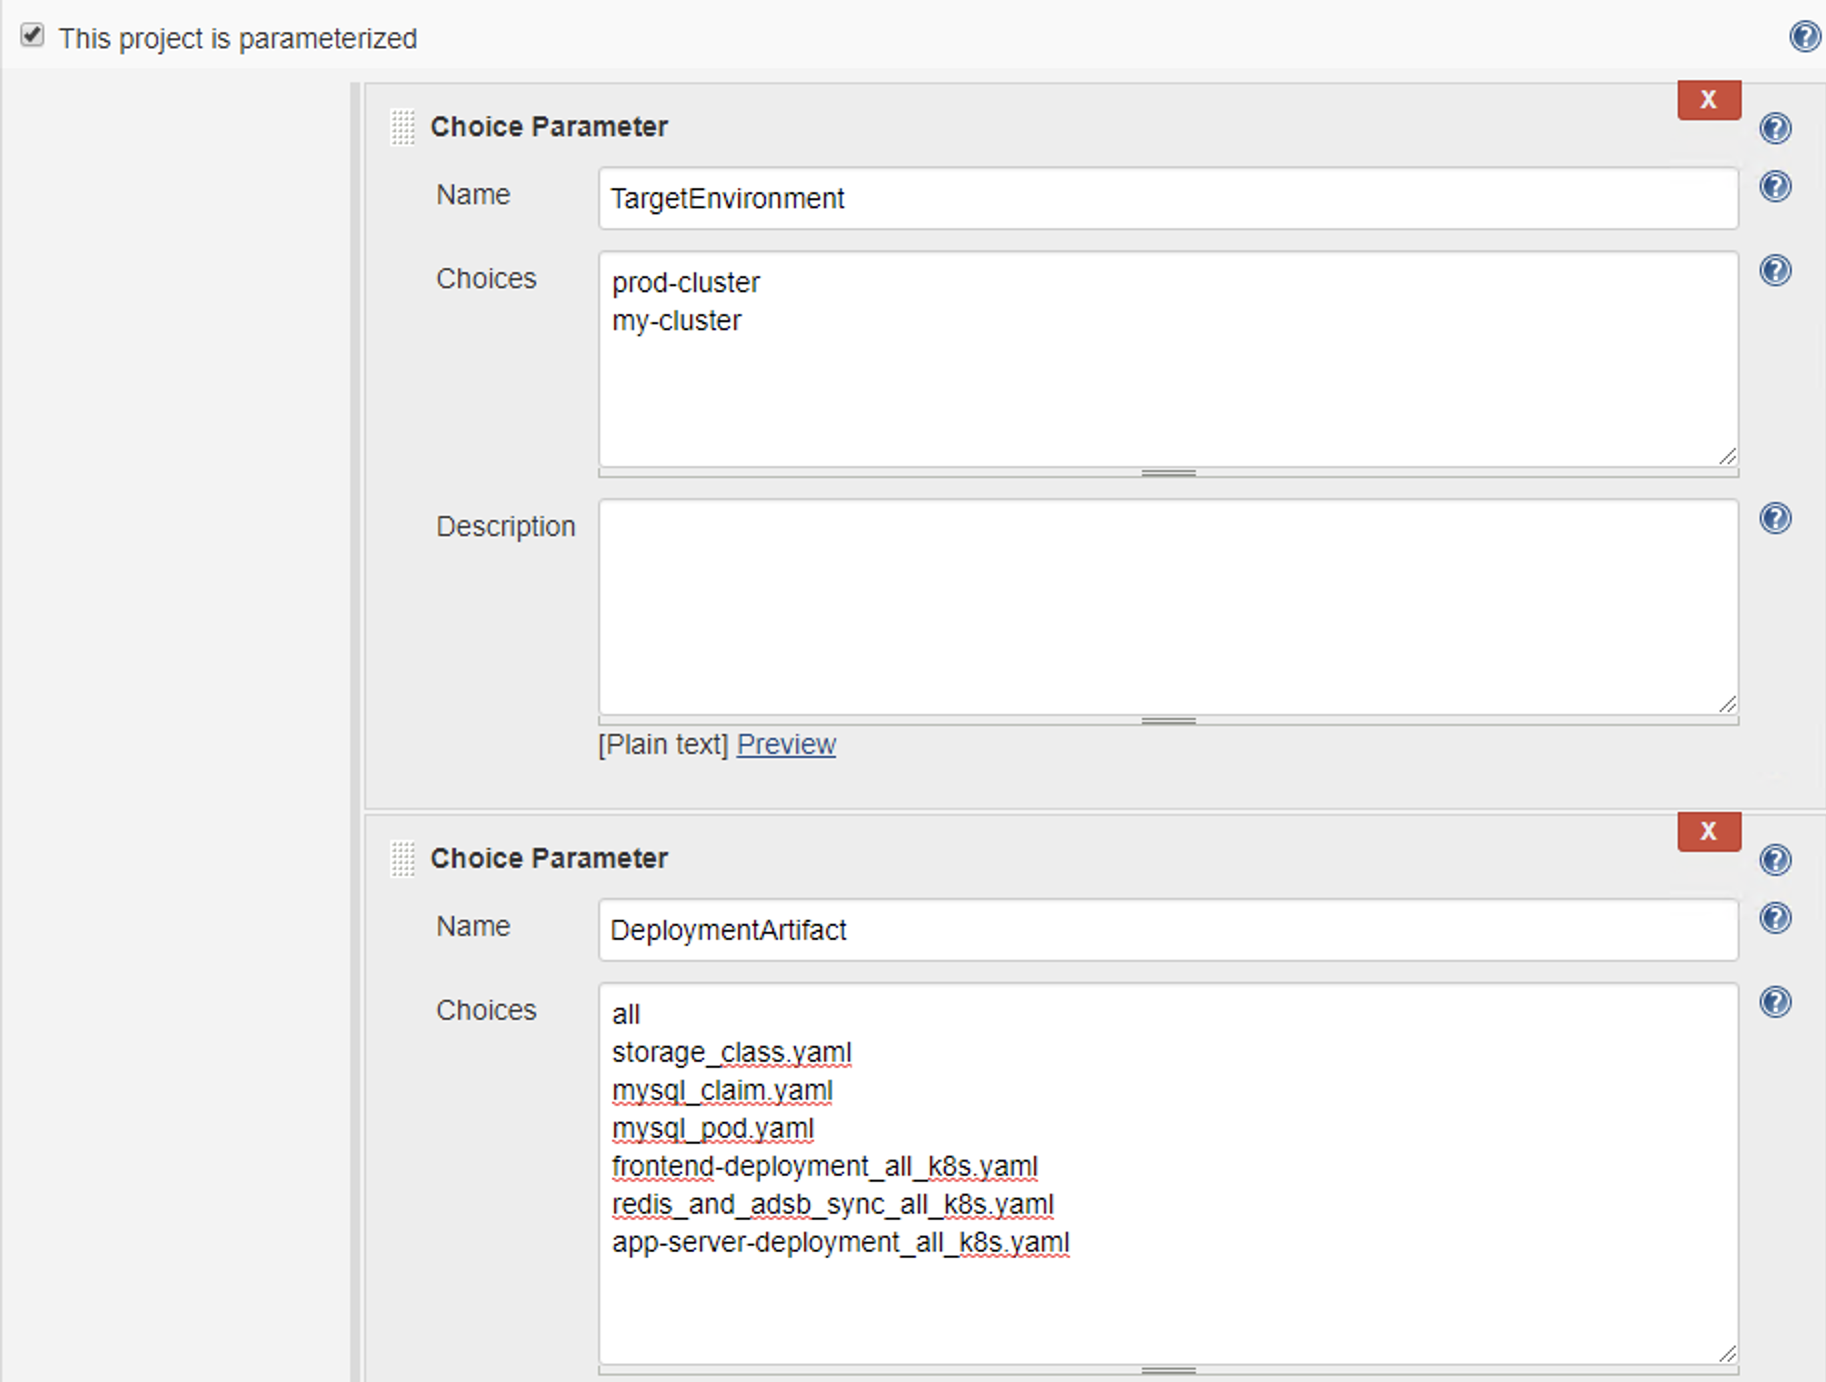 This project is parameterized
?
X
Choice Parameter
?
Name
TargetEnvironment
?
Choices
prod-cluster
my-cluster
?
Description
?
[Plain text] Preview
X
Choice Parameter
?
Name
DeploymentArtifact
?
Choices
all
storage_class.yaml
mysql_claim.yaml
mysql_pod.yaml
frontend-deployment_all_k8s.yaml
redis_and_adsb_sync_all_k8s.yaml
app-server-deployment_all_k8s.yaml
?